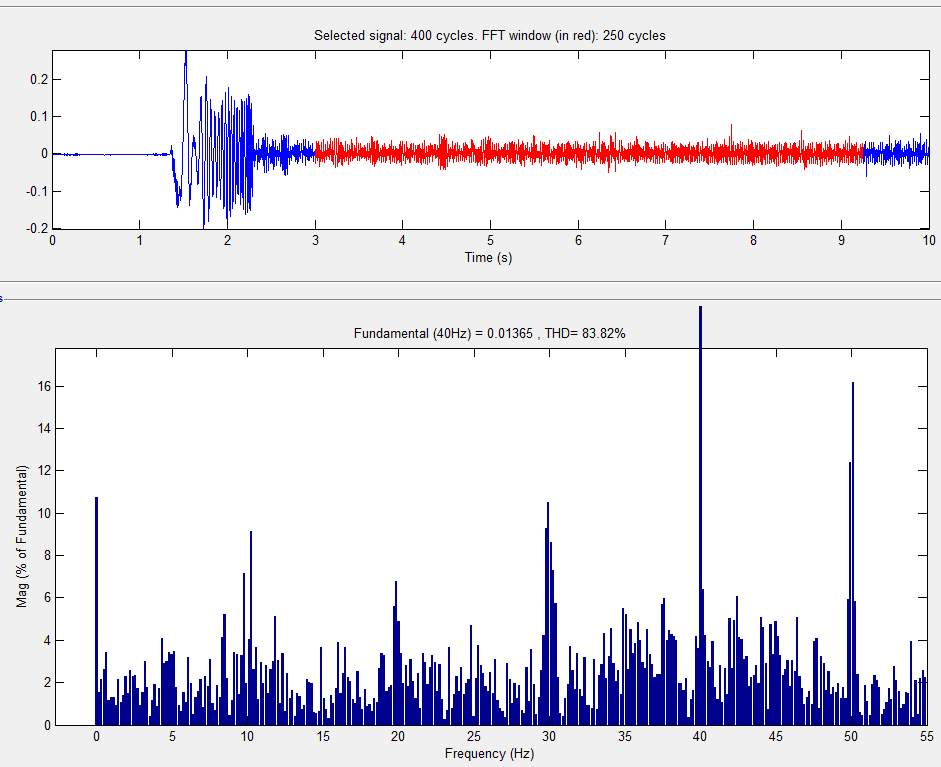 Selected signal: 400 cycles. FFT window (in red): 250 cycles
0.2
0.1
0
-0.1
-0.2
0 1 2 3 4 5 6 7 8 9 10
Time (s)
s
Fundamental (40Hz) = 0.01365 , THD= 83.82%
Mag (% of Fundamental)
16
14
12
10
8
6
4
2
0
0 5 10 15 20 25 30 35 40 45 50 55
Frequency (Hz)